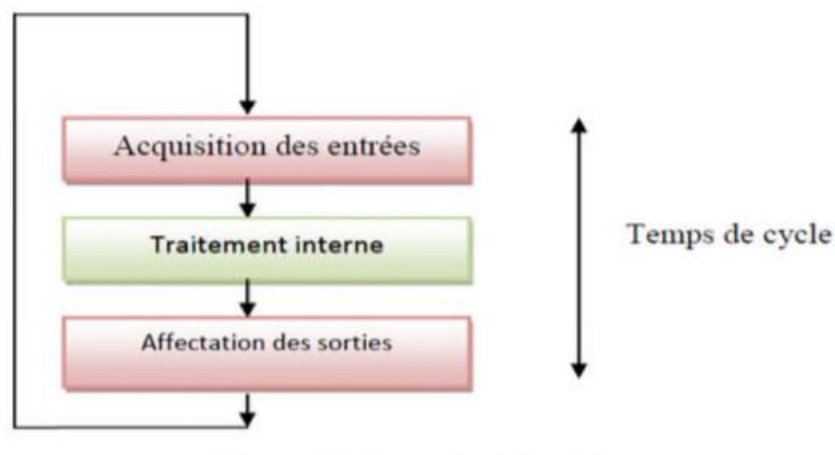 Acquisition des entrées
Traitement interne
Temps de cycle
Affectation des sorties